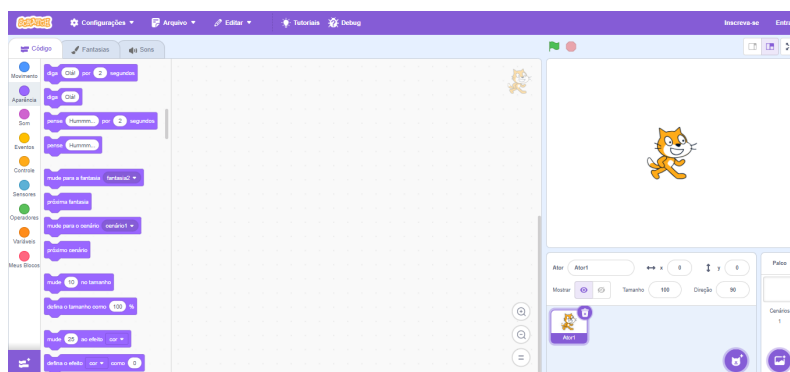 SCRATCH Configurações Arquivo Editar Tutoriais Debug Inscreva-se Entra
Código Fantasias Sons
Movimento
Aparência
Som
Eventos
Controle
Sensores
Operadores
Variáveis
Meus Blocos
diga Olá! por 2 segundos
diga Olá!
pense Hummm... por 2 segundos
pense Hummm...
mude para a fantasia fantasia2
próxima fantasia
mude para o cenário cenário1
próximo cenário
mude 10 no tamanho
defina o tamanho como 100 %
mude 25 ao efeito cor
defina o efeito cor como 0
Ator Ator1 x 0 y 0
Mostrar Tamanho 100 Direção 90
Ator1
Palco
Cenários
1